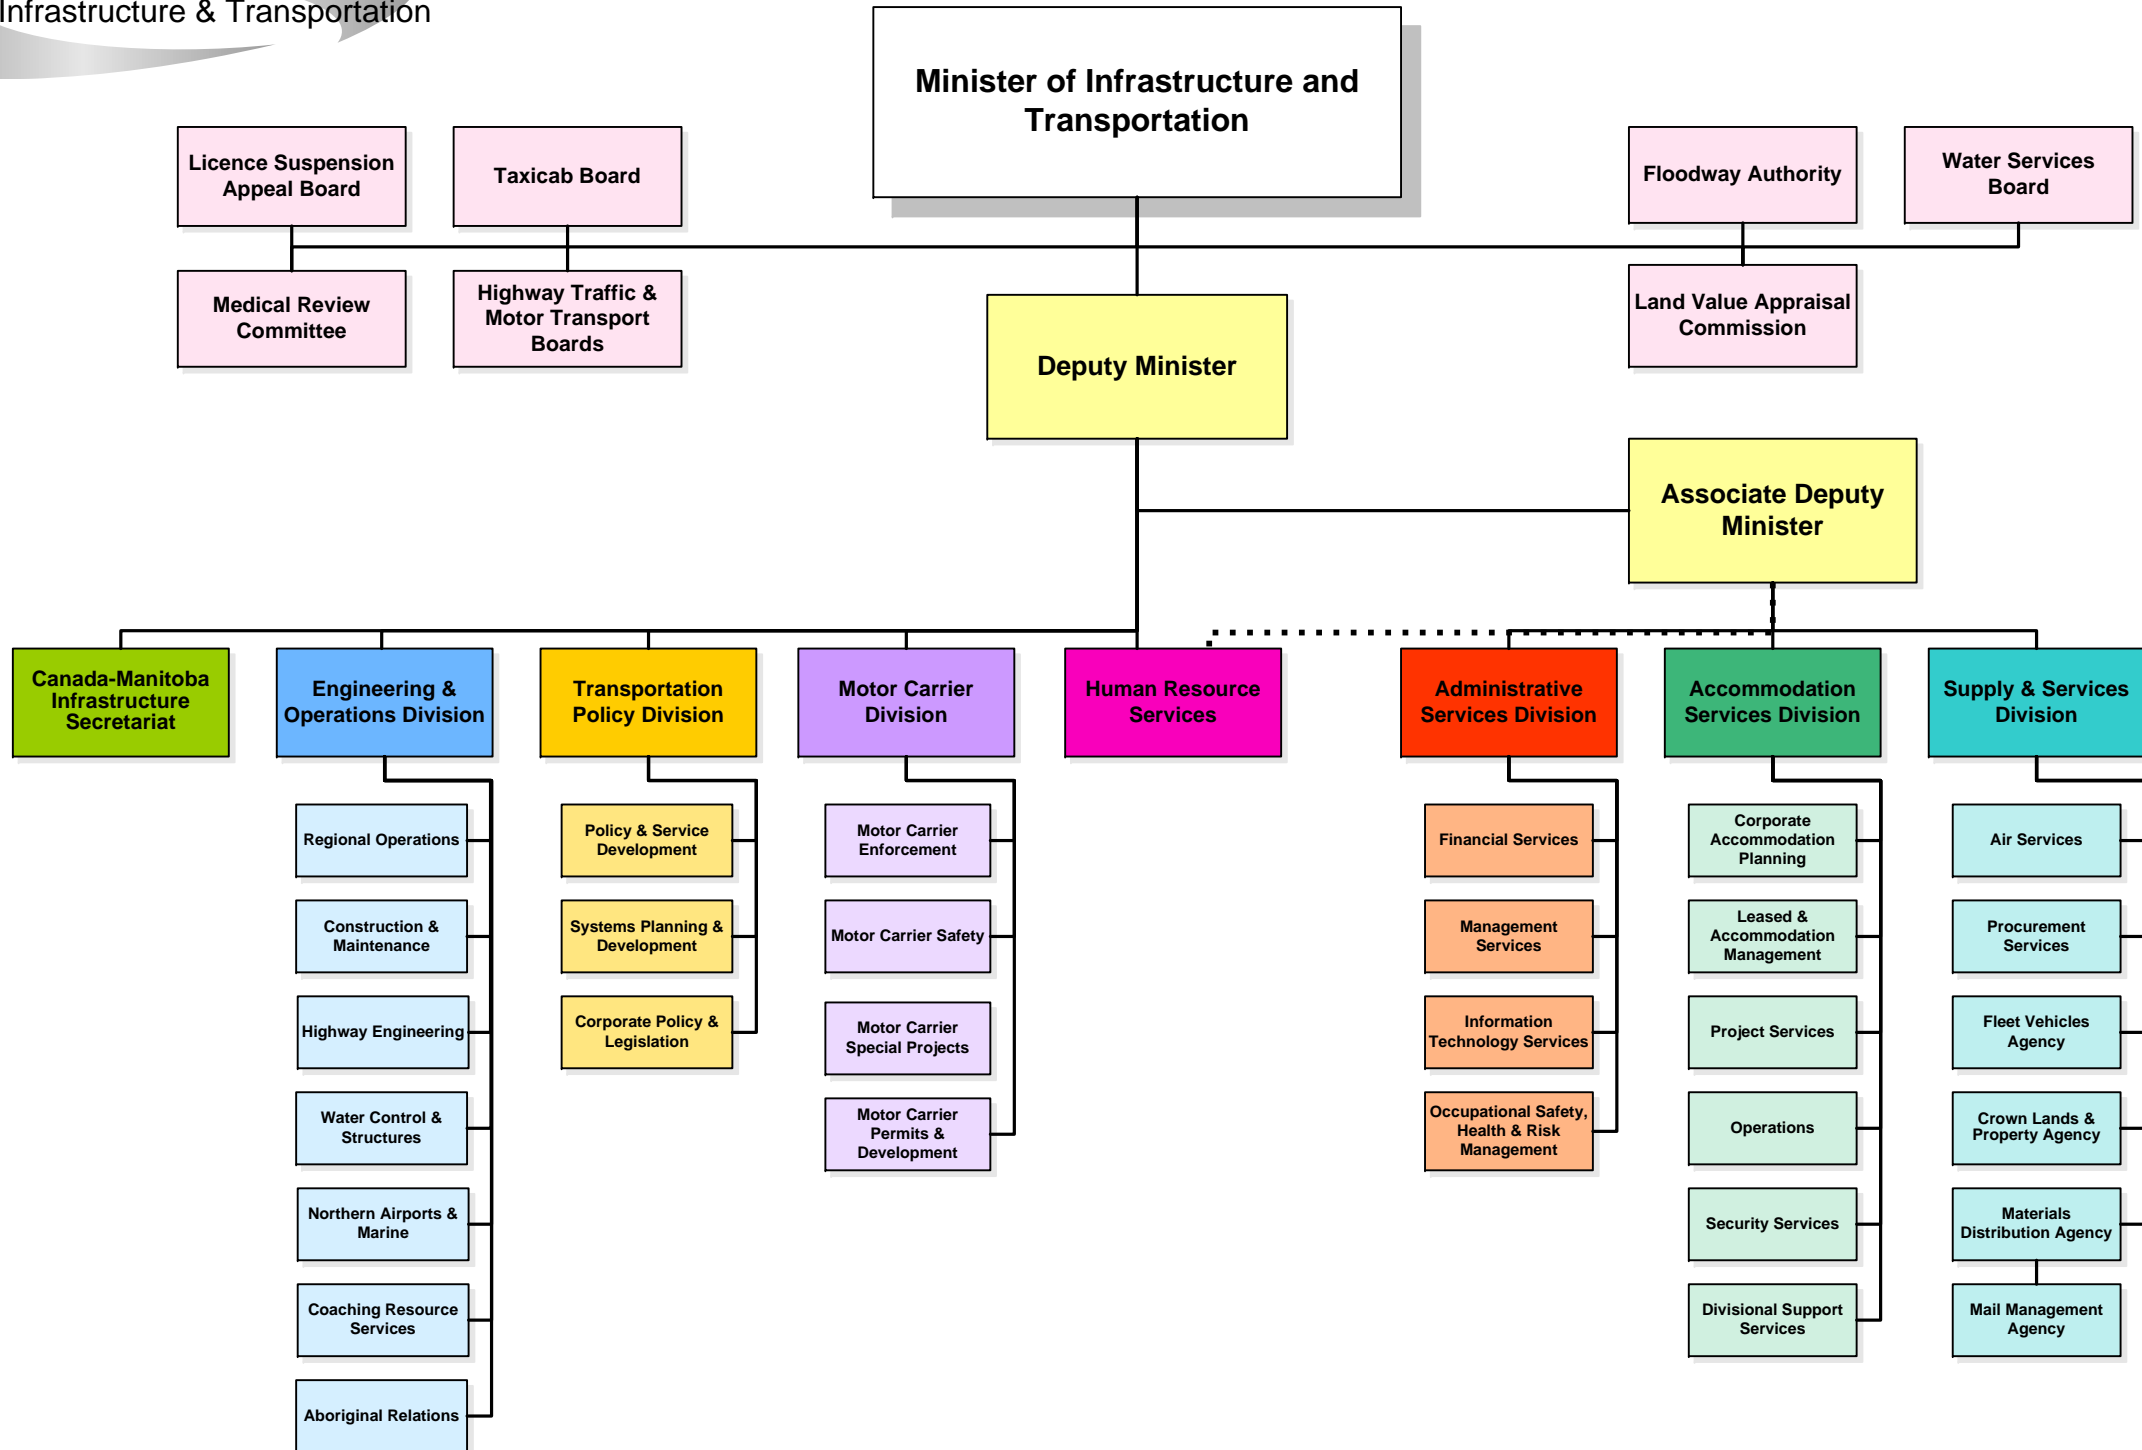 Infrastructure & Transportation
Minister of Infrastructure and
Transportation
Licence Suspension
Appeal Board
Taxicab Board
Floodway Authority
Water Services
Board
Medical Review
Committee
Highway Traffic &
Motor Transport
Boards
Land Value Appraisal
Commission
Deputy Minister
Associate Deputy
Minister
Canada-Manitoba
Infrastructure
Secretariat
Engineering &
Operations Division
Transportation
Policy Division
Motor Carrier
Division
Human Resource
Services
Administrative
Services Division
Accommodation
Services Division
Supply & Services
Division
Regional Operations
Construction &
Maintenance
Highway Engineering
Water Control &
Structures
Northern Airports &
Marine
Coaching Resource
Services
Aboriginal Relations
Policy & Service
Development
Systems Planning &
Development
Corporate Policy &
Legislation
Motor Carrier
Enforcement
Motor Carrier Safety
Motor Carrier
Special Projects
Motor Carrier
Permits &
Development
Financial Services
Management
Services
Information
Technology Services
Occupational Safety,
Health & Risk
Management
Corporate
Accommodation
Planning
Leased &
Accommodation
Management
Project Services
Operations
Security Services
Divisional Support
Services
Air Services
Procurement
Services
Fleet Vehicles
Agency
Crown Lands &
Property Agency
Materials
Distribution Agency
Mail Management
Agency